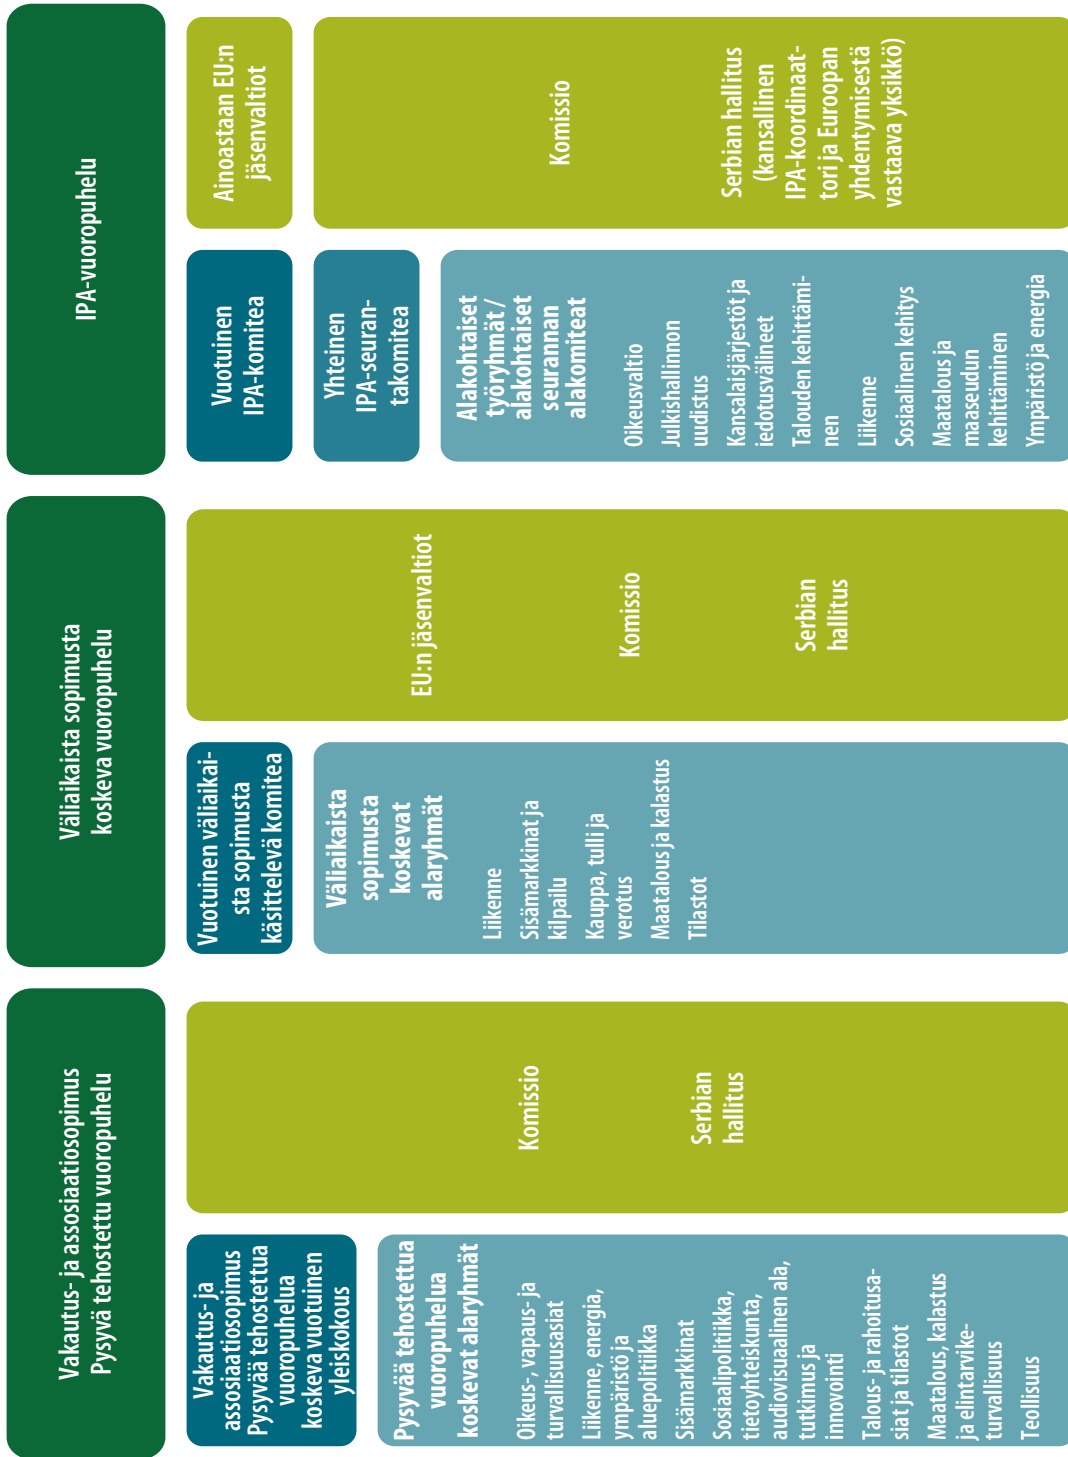 Vakautus- ja assosiaatiosopimus
Pysyvä tehostettu vuoropuhelu
Vakautus- ja
assosiaatiosopimus
Pysyvää tehostettua
vuoropuhelua
koskeva vuotuinen
yleiskokous
Pysyvää tehostettua
vuoropuhelua
koskevat alaryhmät
Oikeus-, vapaus- ja
turvallisuusasiat
Liikenne, energia,
ympäristö ja
aluepolitiikka
Sisämarkkinat
Sosiaalipolitiikka,
tietoyhteiskunta,
audiovisuaalinen ala,
tutkimus ja
innovointi
Talous- ja rahoitusa-
siat ja tilastot
Maatalous, kalastus
ja elintarvike-
turvallisuus
Teollisuus
Komissio
Serbian
hallitus
Väliaikaista sopimusta
koskeva vuoropuhelu
Vuotuinen väliaikai-
sta sopimusta
käsittelevä komitea
Väliaikaista
sopimusta
koskevat
alaryhmät
Liikenne
Sisämarkkinat ja
kilpailu
Kauppa, tulli ja
verotus
Maatalous ja kalastus
Tilastot
EU:n jäsenvaltiot
Komissio
Serbian
hallitus
IPA-vuoropuhelu
Vuotuinen
IPA-komitea
Yhteinen
IPA-seuran-
takomitea
Alakohtaiset
työryhmät /
alakohtaiset
seurannan
alakomiteat
Oikeusvaltio
Julkishallinnon
uudistus
Kansalaisjärjestöt ja
iedotusvälineet
Talouden kehittämi-
nen
Liikenne
Sosiaalinen kehitys
Maatalous ja
maaseudun
kehittäminen
Ympäristö ja energia
Ainoastaan EU:n
jäsenvaltiot
Komissio
Serbian hallitus
(kansallinen
IPA-koordinaat-
tori ja Euroopan
yhdentymisestä
vastaava yksikkö)